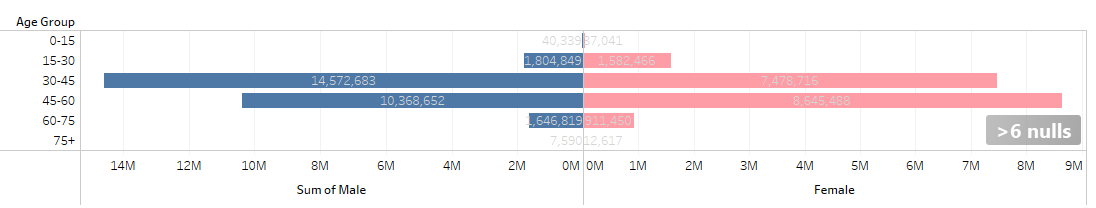 Age Group
0-15 40,339 37,041
15-30 1,804,849 1,582,466
30-45 14,572,683 7,478,716
45-60 10,368,652 8,645,488
60-75 1,646,819 911,450
75+ 7,590 12,617
>6 nulls
14M 12M 10M 8M 6M 4M 2M 0M 0M 1M 2M 3M 4M 5M 6M 7M 8M 9M
Sum of Male Female